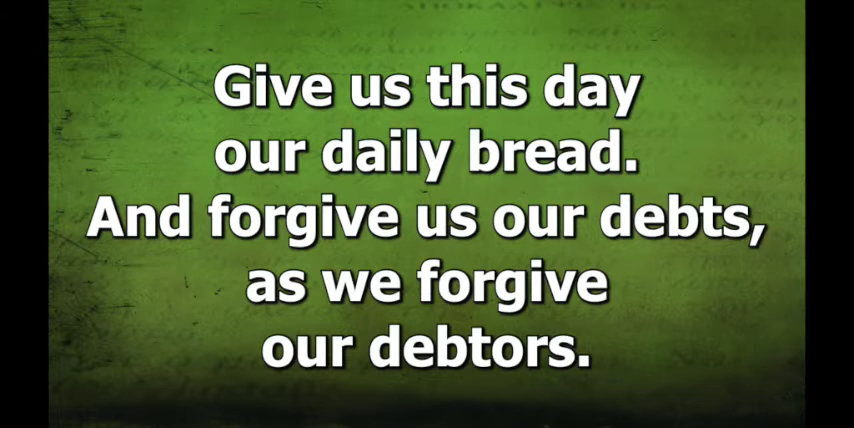 Give us this day
our daily bread.
And forgive us our debts,
as we forgive
our debtors.